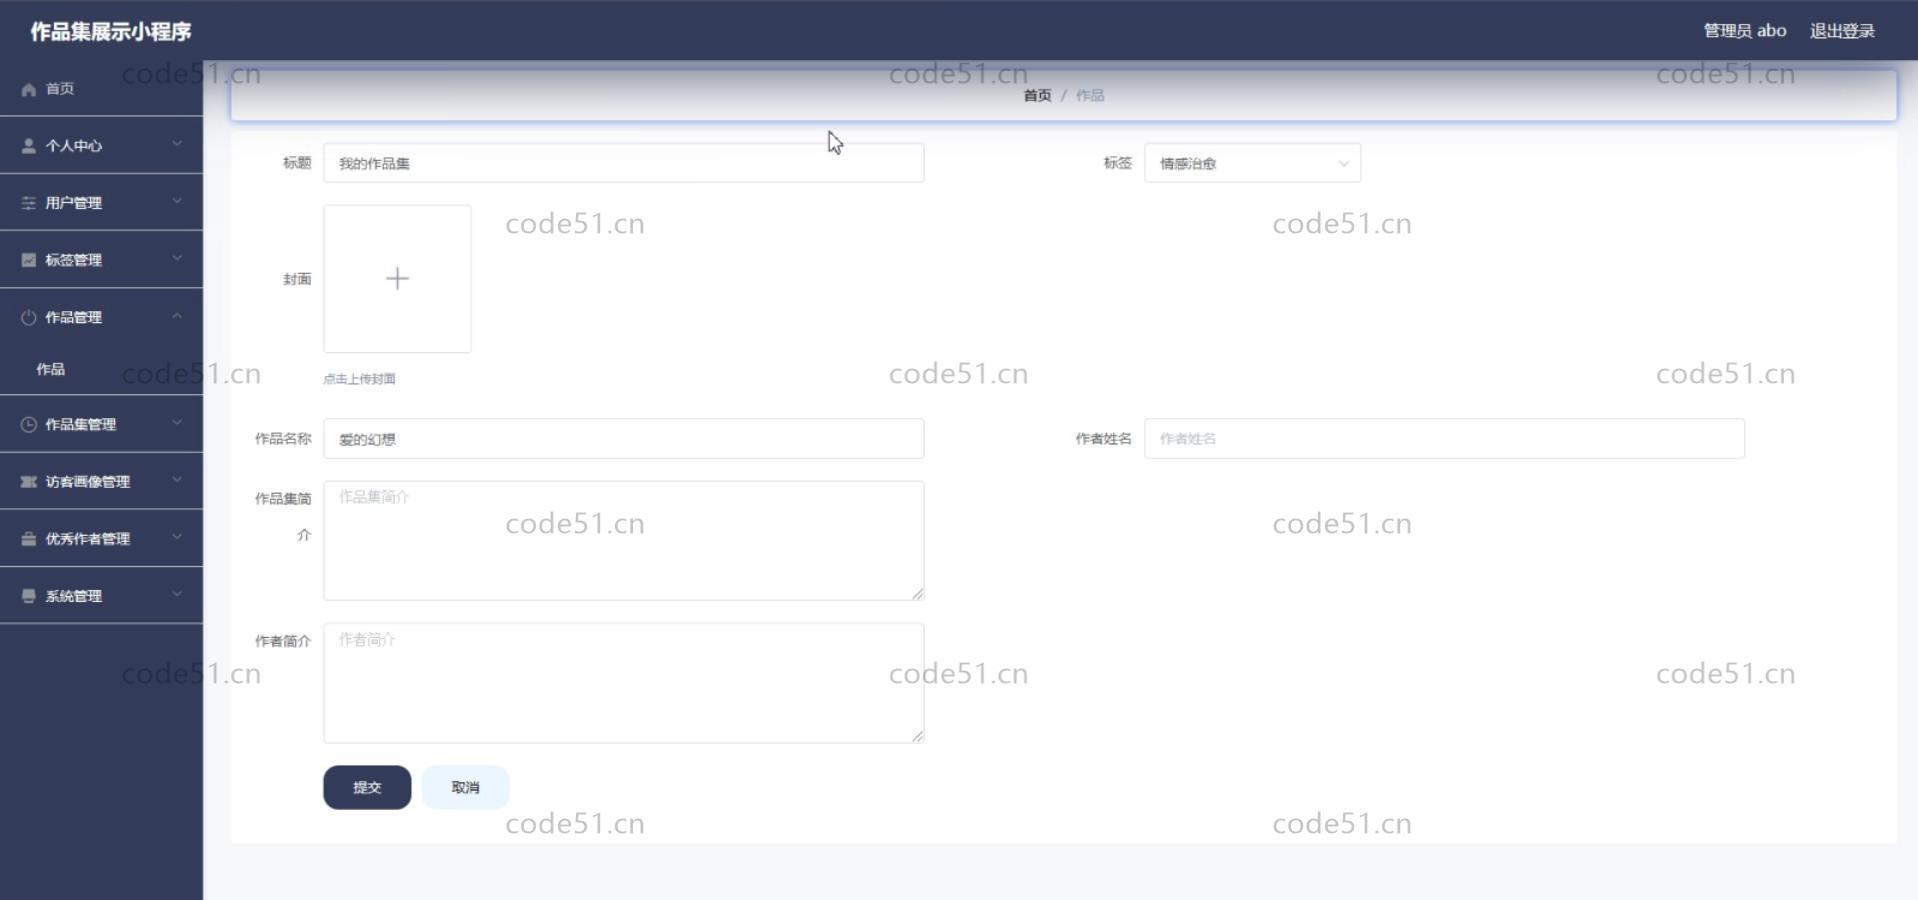 作品集展示小程序
管理员 abo 退出登录
首页
个人中心
用户管理
标签管理
作品管理
作品
作品集管理
访客画像管理
优秀作者管理
系统管理
首页 / 作品
标题 我的作品集 标签 情感治愈
封面
点击上传封面
作品名称 爱的幻想 作者姓名 作者姓名
作品集简
介
作品集简介
作者简介 作者简介
提交 取消
code51.cn code51.cn code51.cn
code51.cn code51.cn
code51.cn code51.cn code51.cn
code51.cn code51.cn
code51.cn code51.cn code51.cn
code51.cn code51.cn